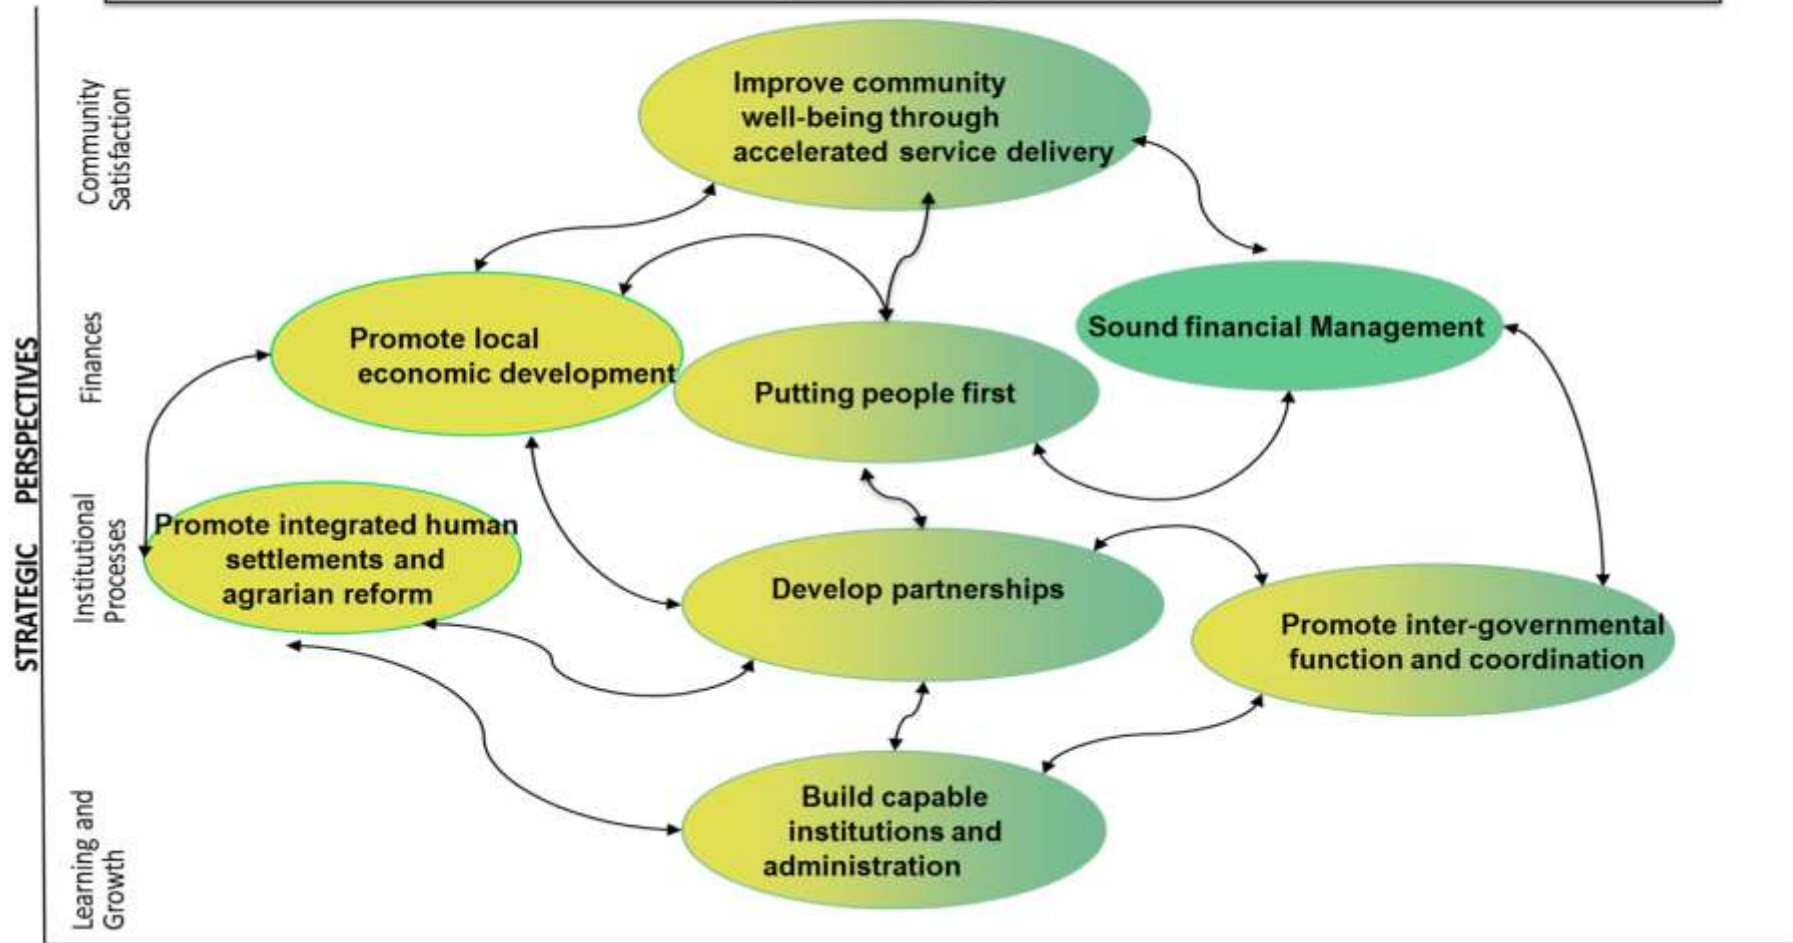 Improve community
well-being through
accelerated service delivery
Community
Satisfaction
Promote local
economic development
Putting people first
Sound financial Management
Finances
STRATEGIC PERSPECTIVES
Promote integrated human
settlements and
agrarian reform
Institutional
Processes
Develop partnerships
Promote inter-governmental
function and coordination
Build capable
institutions and
administration
Learning and
Growth